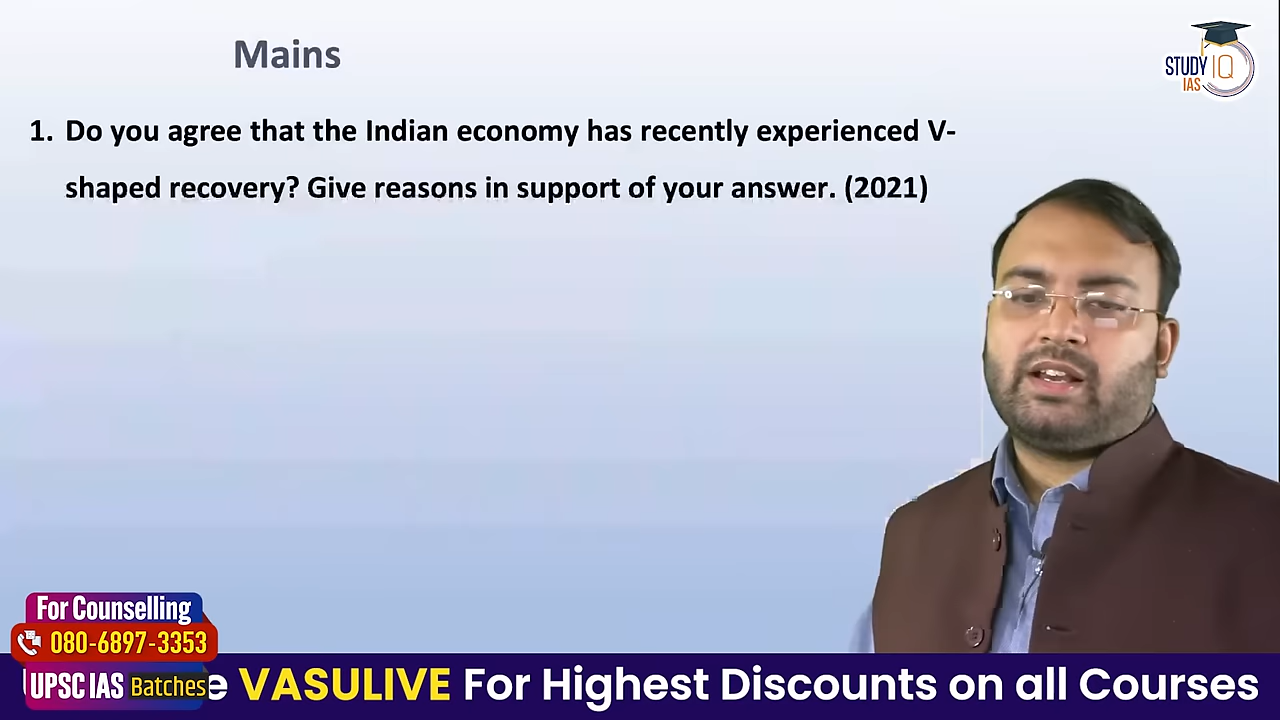 Mains
STUDY IQ
IAS
1. Do you agree that the Indian economy has recently experienced V-
shaped recovery? Give reasons in support of your answer. (2021)
For Counselling
080-6897-3353
UPSC IAS Batches
e VASULIVE For Highest Discounts on all Courses